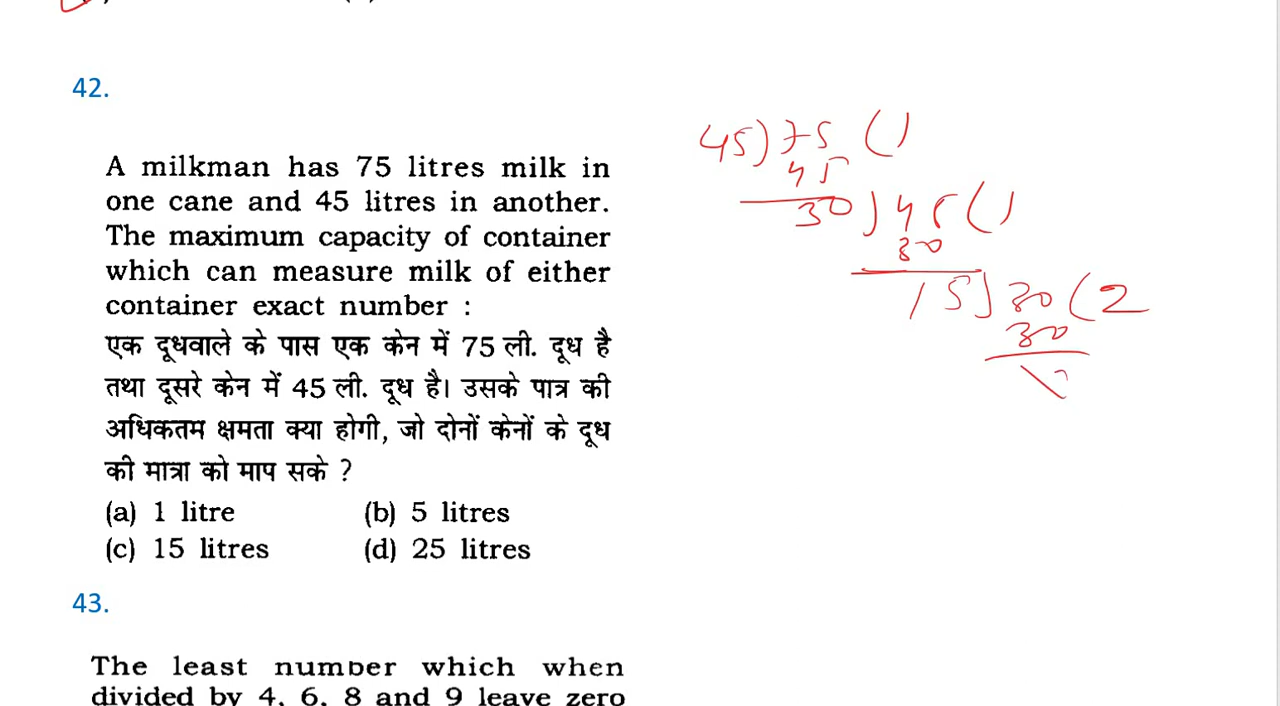 42.
A milkman has 75 litres milk in
one cane and 45 litres in another.
The maximum capacity of container
which can measure milk of either
container exact number :
एक दूधवाले के पास एक केन में 75 ली. दूध है
तथा दूसरे केन में 45 ली. दूध है। उसके पात्र की
अधिकतम क्षमता क्या होगी, जो दोनों केनों के दूध
की मात्रा को माप सके ?
(a) 1 litre (b) 5 litres
(c) 15 litres (d) 25 litres
43.
The least number which when
divided by 4, 6, 8 and 9 leave zero
45) 75 (1
45
30) 45 (1
30
15) 30 (2
30